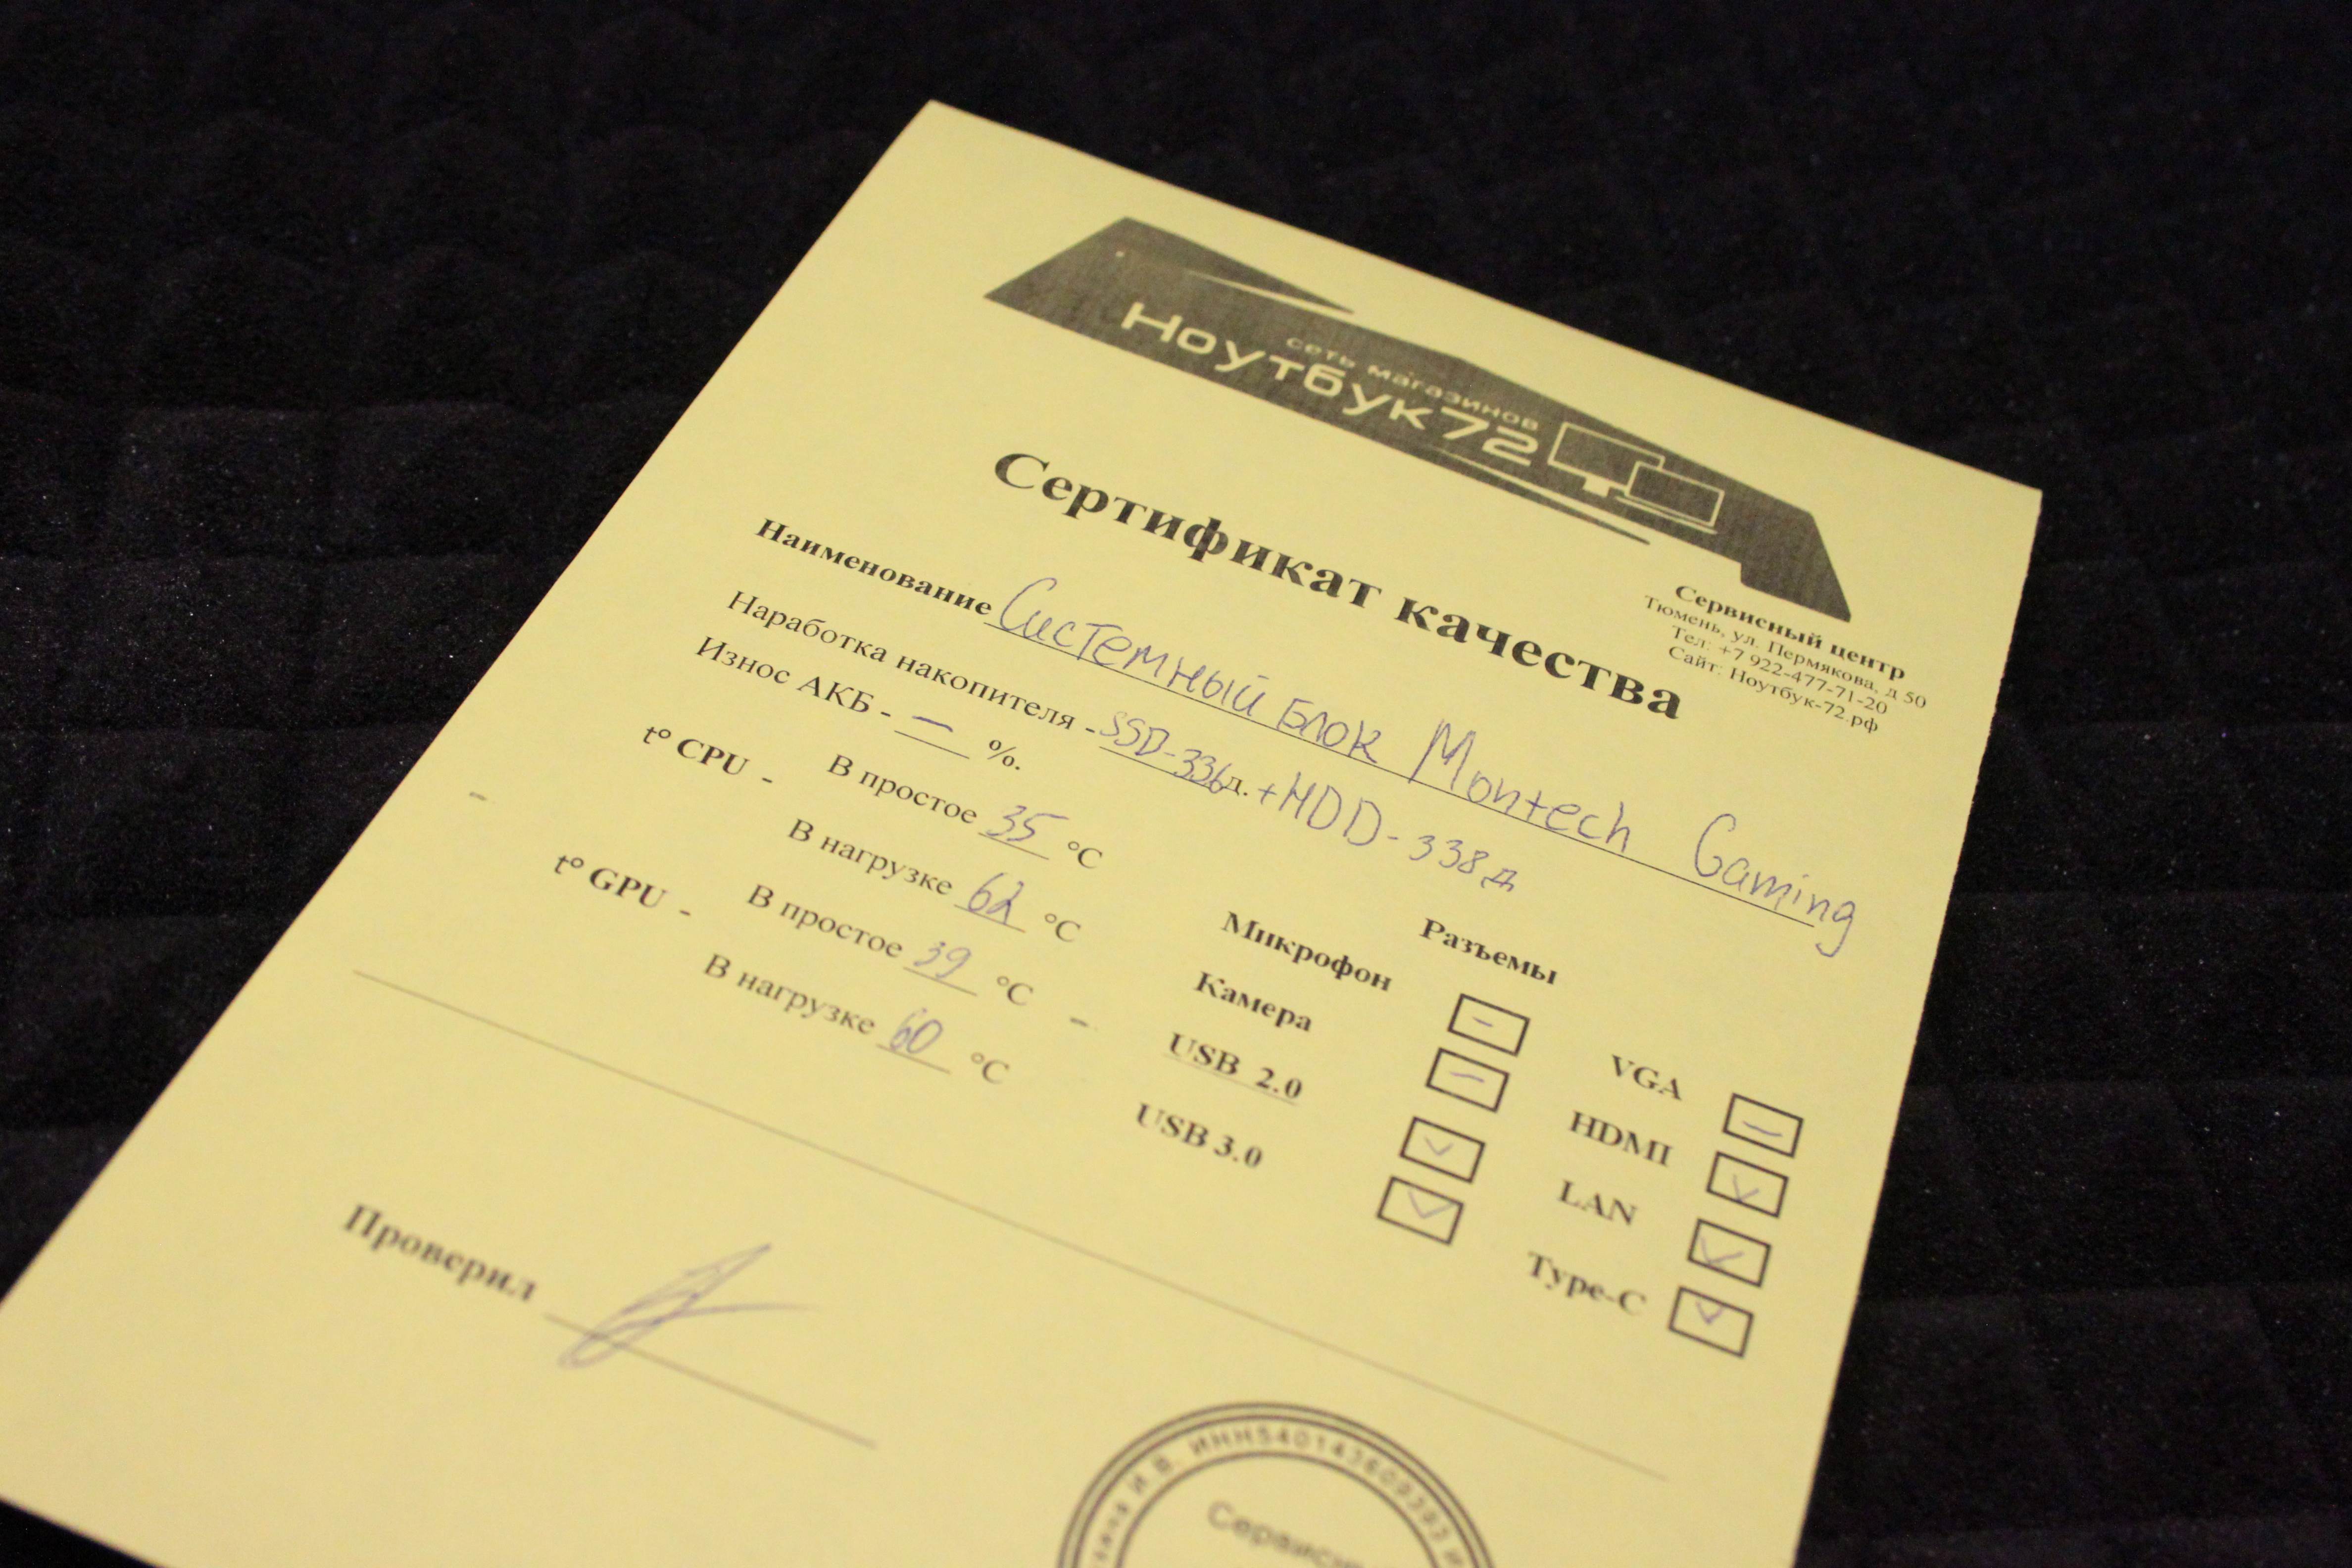 сеть магазинов
Ноутбук72
Сервисный центр
Тюмень, ул. Пермякова, д 50
Тел: +7 922-477-71-20
Сайт: Ноутбук-72.рф
Сертификат качества
Наименование Системный блок Montech Gaming
Наработка накопителя - SSD-336д. + HDD-338д
Износ АКБ - — %.
t° CPU - В простое 35 °C
В нагрузке 62 °C
t° GPU - В простое 39 °C
В нагрузке 60 °C
Разъемы
Микрофон -
Камера -
USB 2.0 ✓
USB 3.0 ✓
VGA -
HDMI ✓
LAN ✓
Type-C ✓
Проверил
И.В. ИНН540143609393